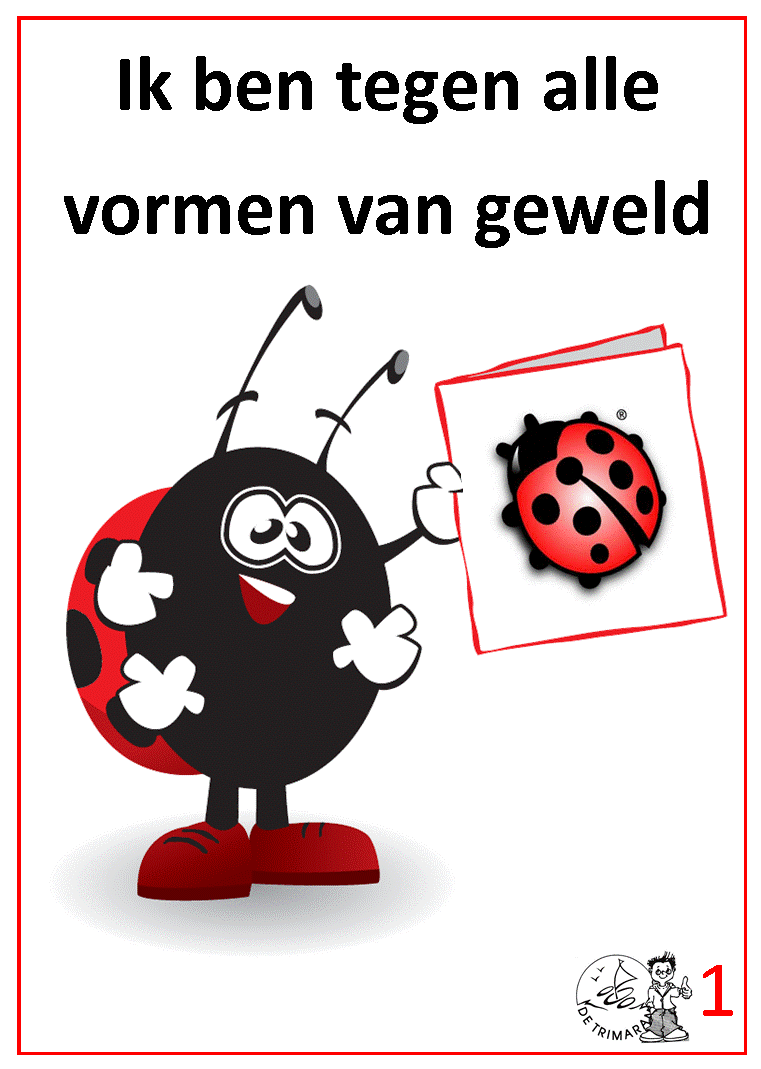 Ik ben tegen alle
vormen van geweld
®
DE TRIMARAN
1